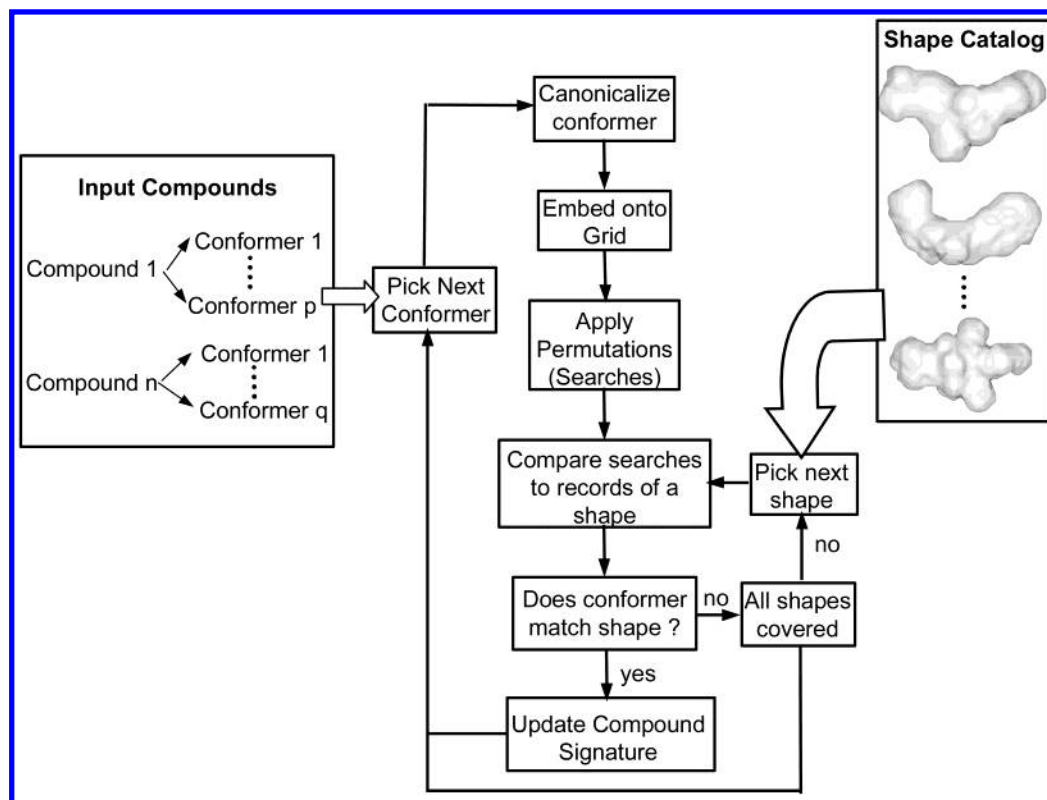 Shape Catalog
Canonicalize
conformer
Input Compounds
Compound 1
Conformer 1
Conformer p
Compound n
Conformer 1
Conformer q
Pick Next
Conformer
Embed onto
Grid
Apply
Permutations
(Searches)
Compare searches
to records of a
shape
Pick next
shape
no
Does conformer
match shape ?
no
All shapes
covered
yes
Update Compound
Signature